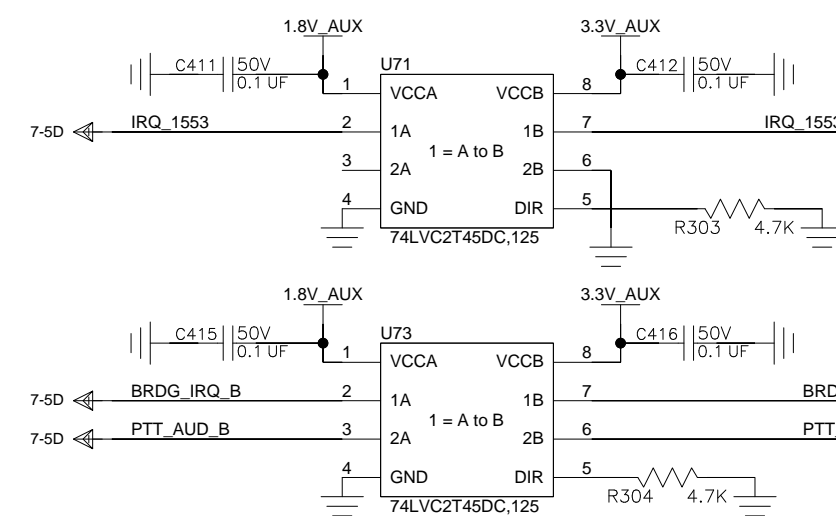 1.8V_AUX 3.3V_AUX
C411 50V 0.1 UF
U71
C412 50V 0.1 UF
1 VCCA VCCB 8
7-5D IRQ_1553 2 1A 1B 7 IRQ_1553
1 = A to B
3 2A 2B 6
4 GND DIR 5
R303 4.7K
74LVC2T45DC,125
1.8V_AUX 3.3V_AUX
C415 50V 0.1 UF
U73
C416 50V 0.1 UF
1 VCCA VCCB 8
7-5D BRDG_IRQ_B 2 1A 1B 7 BRD
1 = A to B
7-5D PTT_AUD_B 3 2A 2B 6 PTT_
4 GND DIR 5
R304 4.7K
74LVC2T45DC,125